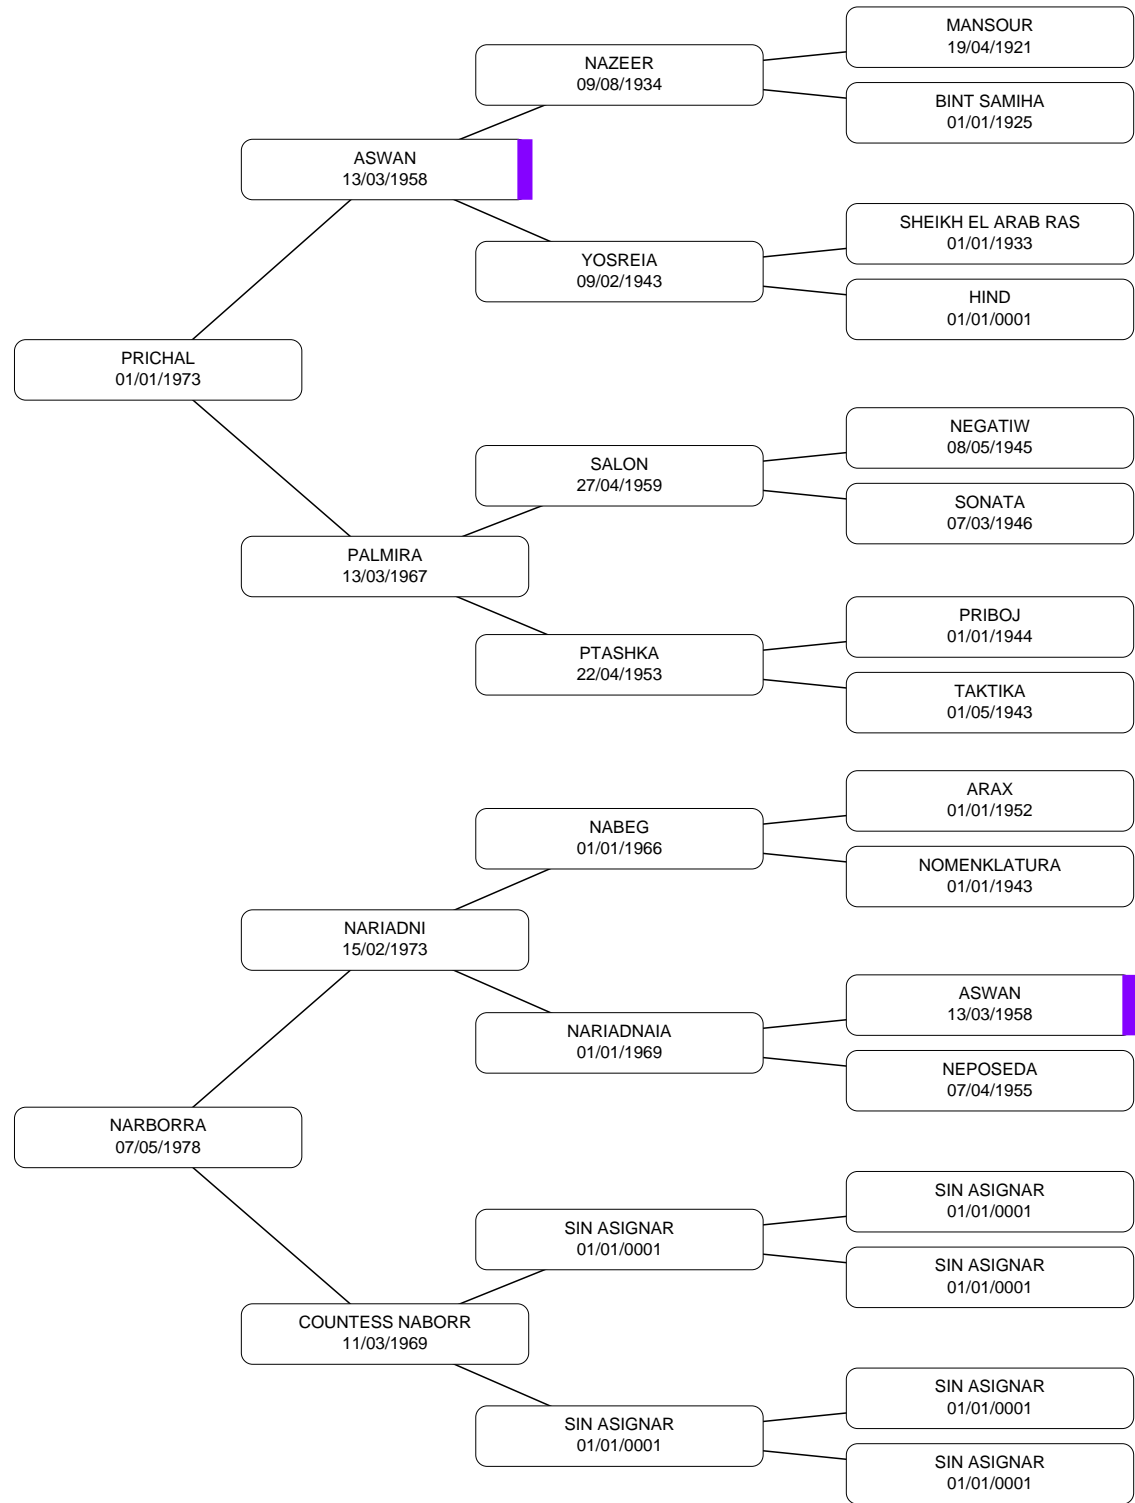 MANSOUR
19/04/1921
NAZEER
09/08/1934
BINT SAMIHA
01/01/1925
ASWAN
13/03/1958
SHEIKH EL ARAB RAS
01/01/1933
YOSREIA
09/02/1943
HIND
01/01/0001
PRICHAL
01/01/1973
NEGATIW
08/05/1945
SALON
27/04/1959
SONATA
07/03/1946
PALMIRA
13/03/1967
PRIBOJ
01/01/1944
PTASHKA
22/04/1953
TAKTIKA
01/05/1943
ARAX
01/01/1952
NABEG
01/01/1966
NOMENKLATURA
01/01/1943
NARIADNI
15/02/1973
ASWAN
13/03/1958
NARIADNAIA
01/01/1969
NEPOSEDA
07/04/1955
NARBORRA
07/05/1978
SIN ASIGNAR
01/01/0001
SIN ASIGNAR
01/01/0001
SIN ASIGNAR
01/01/0001
COUNTESS NABORR
11/03/1969
SIN ASIGNAR
01/01/0001
SIN ASIGNAR
01/01/0001
SIN ASIGNAR
01/01/0001